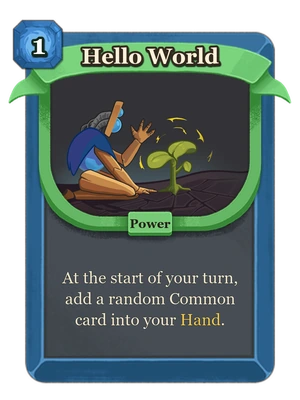 1
Hello World
Power
At the start of your turn,
add a random Common
card into your Hand.